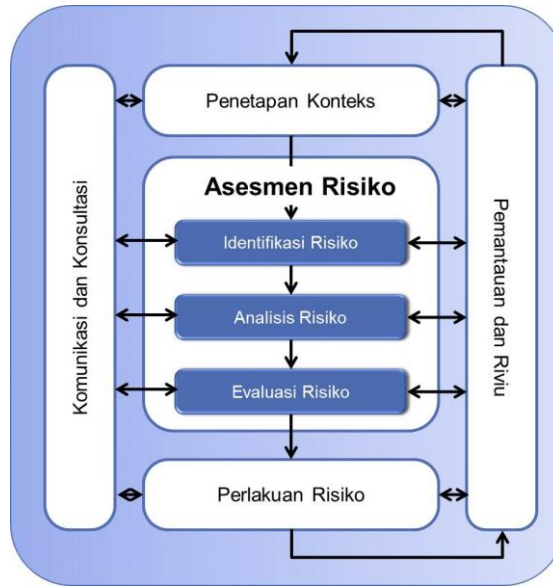 Penetapan Konteks
Asesmen Risiko
Identifikasi Risiko
Analisis Risiko
Evaluasi Risiko
Perlakuan Risiko
Komunikasi dan Konsultasi
Pemantauan dan Riviu